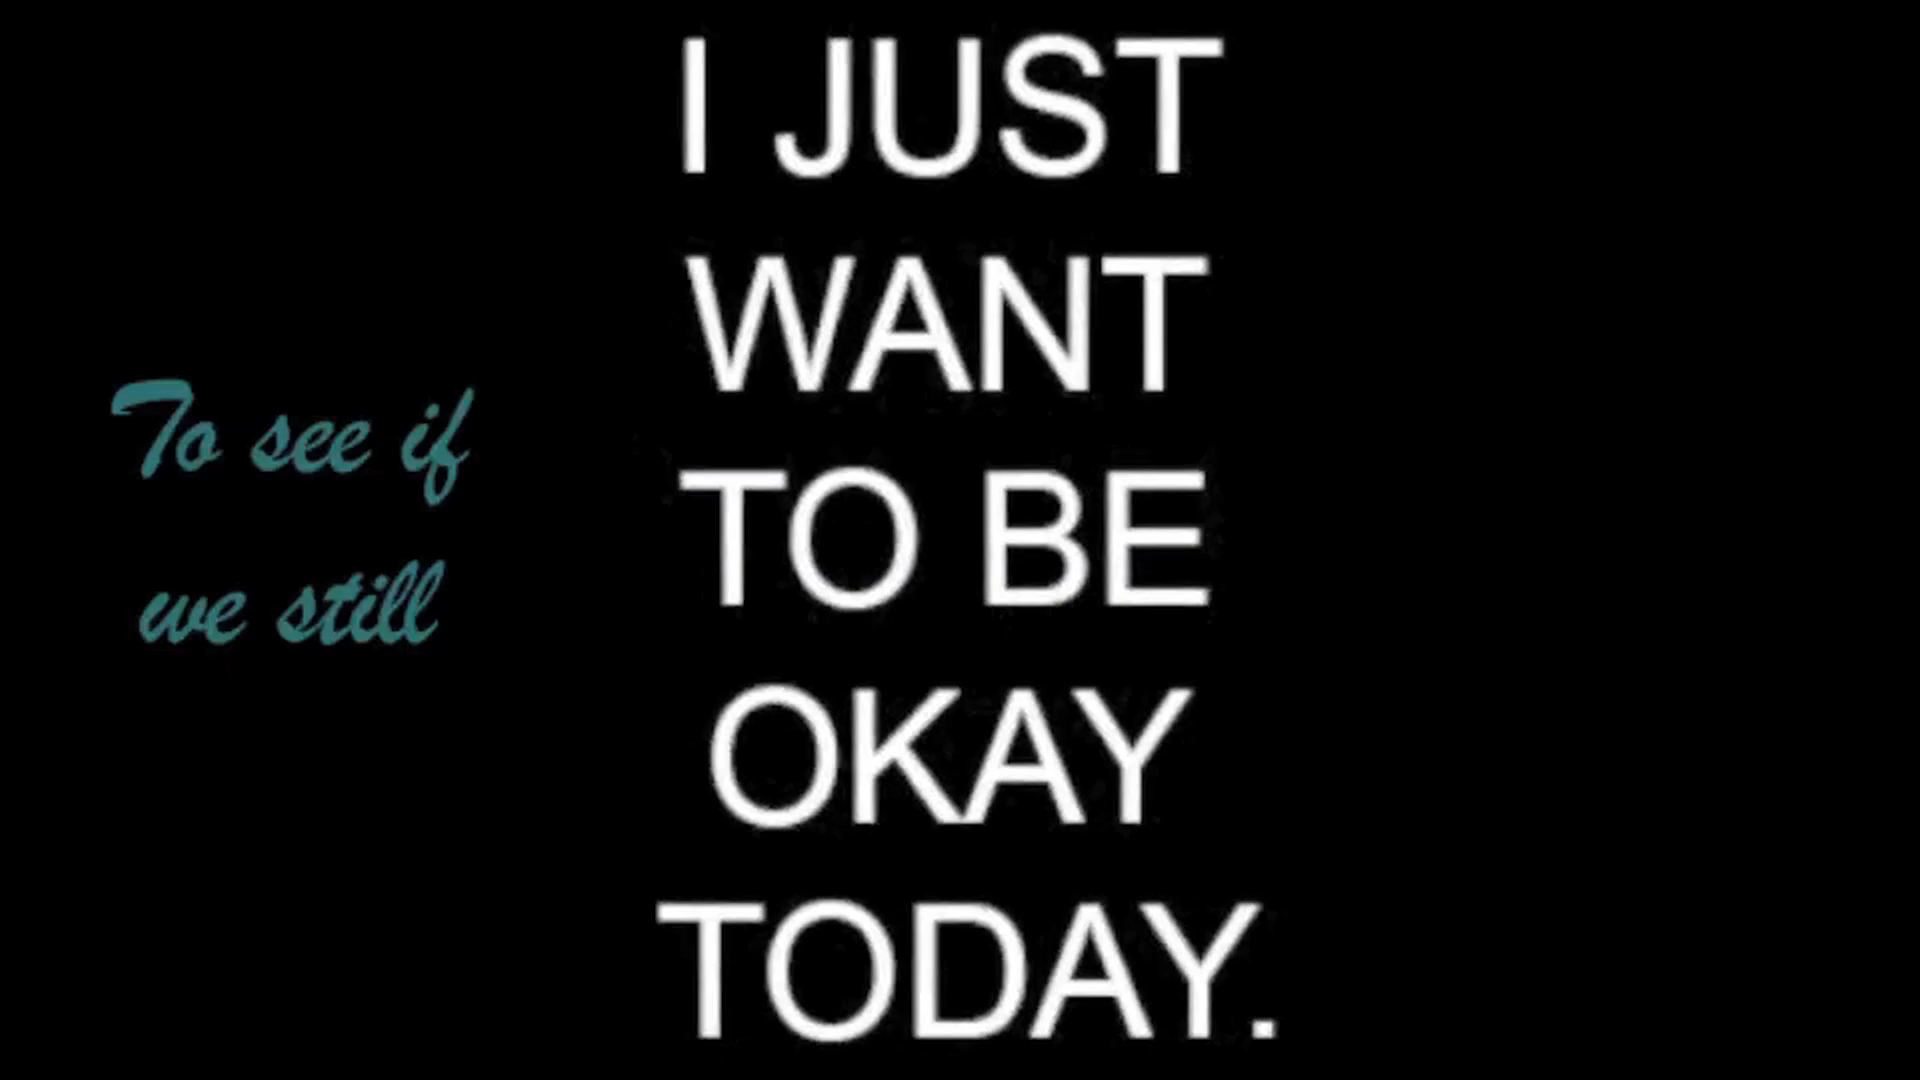 To see if
we still
I JUST
WANT
TO BE
OKAY
TODAY.